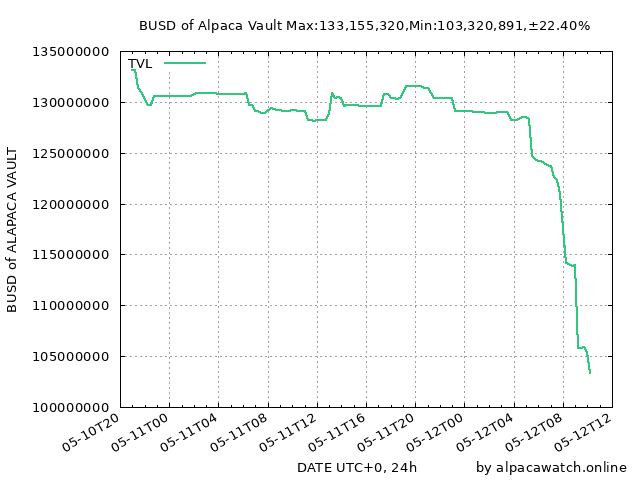 BUSD of Alpaca Vault Max:133,155,320,Min:103,320,891,±22.40%
TVL
135000000
130000000
125000000
120000000
115000000
110000000
105000000
100000000
BUSD of ALAPACA VAULT
05-10T20
05-11T00
05-11T04
05-11T08
05-11T12
05-11T16
05-11T20
05-12T00
05-12T04
05-12T08
05-12T12
DATE UTC+0, 24h
by alpacawatch.online